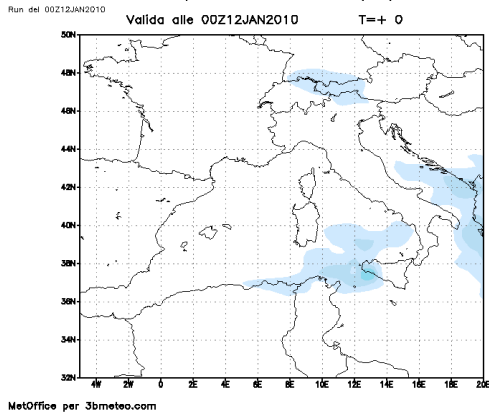 Run del 00Z12JAN2010
Valida alle 00Z12JAN2010 T=+ 0
50N
48N
46N
44N
42N
40N
38N
36N
34N
32N
4W 2W 0 2E 4E 6E 8E 10E 12E 14E 16E 18E 20E
MetOffice per 3bmeteo.com